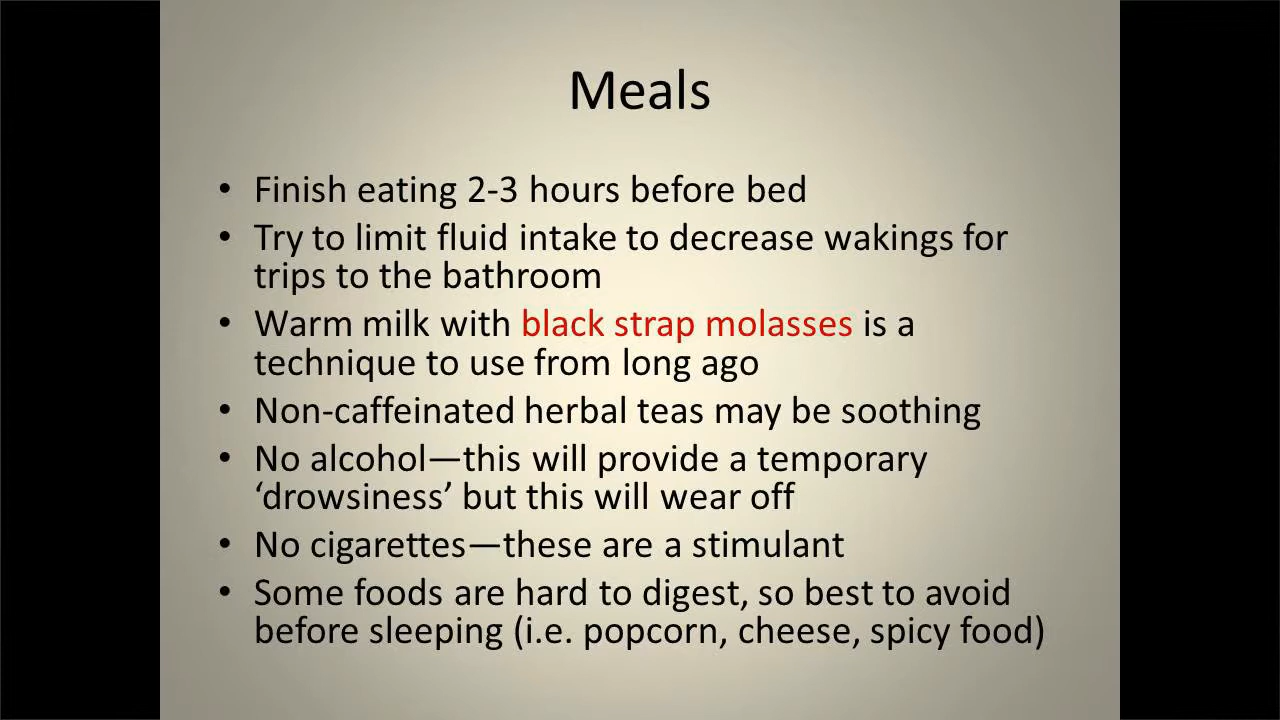 Meals
• Finish eating 2-3 hours before bed
• Try to limit fluid intake to decrease wakings for
trips to the bathroom
• Warm milk with black strap molasses is a
technique to use from long ago
• Non-caffeinated herbal teas may be soothing
• No alcohol—this will provide a temporary
‘drowsiness’ but this will wear off
• No cigarettes—these are a stimulant
• Some foods are hard to digest, so best to avoid
before sleeping (i.e. popcorn, cheese, spicy food)